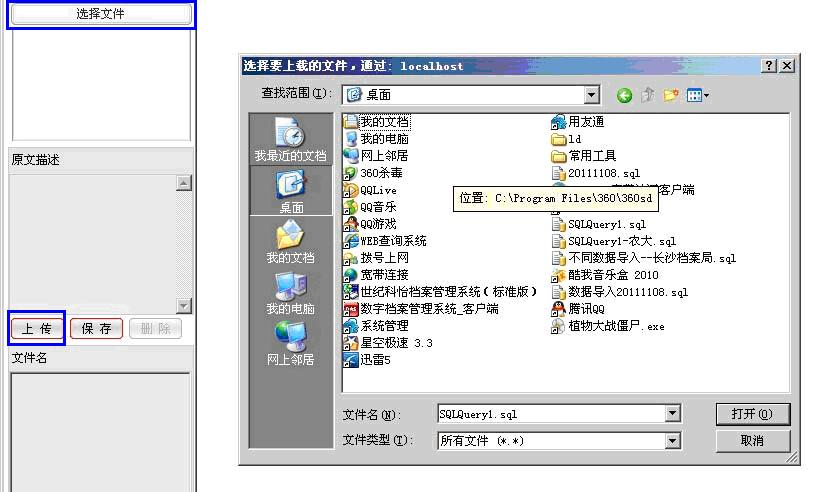 选择文件
原文描述
上 传
保 存
删 除
文件名
选择要上载的文件，通过: localhost
查找范围(I):
桌面
我最近的文档
桌面
我的文档
我的电脑
网上邻居
我的文档
我的电脑
网上邻居
360杀毒
QQLive
QQ音乐
QQ游戏
WEB查询系统
拨号上网
宽带连接
世纪科怡档案管理系统(标准版)
数字档案管理系统_客户端
系统管理
星空极速 3.3
迅雷5
用友通
ld
常用工具
20111108.sql
客户端
位置: C:\Program Files\360\360sd
SQLQuery1.sql
SQLQuery1-农大.sql
不同数据导入--长沙档案局.sql
酷我音乐盒 2010
数据导入20111108.sql
腾讯QQ
植物大战僵尸.exe
文件名(N):
SQLQuery1.sql
打开(O)
文件类型(T):
所有文件 (*.*)
取消